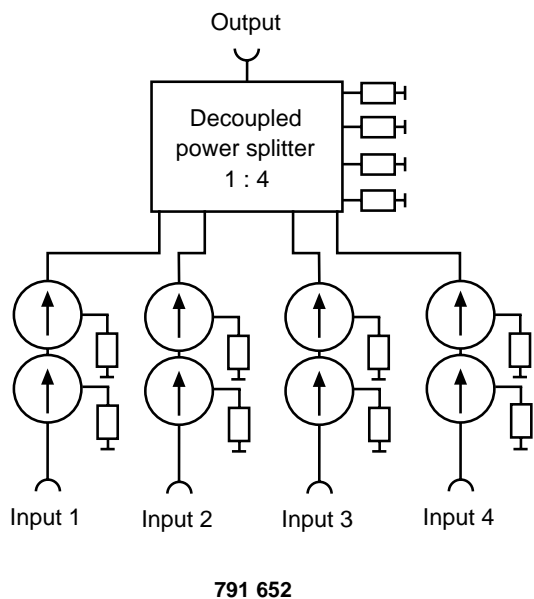 Output
Decoupled
power splitter
1 : 4
Input 1
Input 2
Input 3
Input 4
791 652